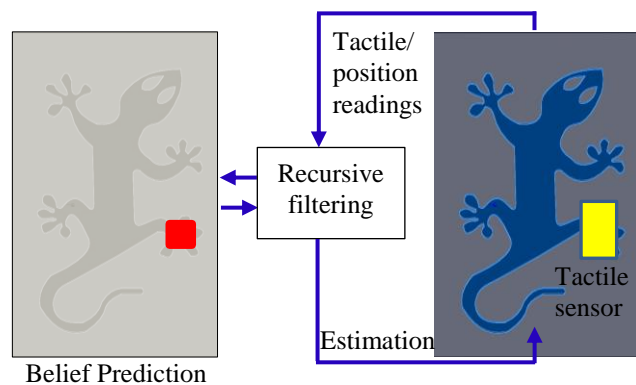 Tactile/
position
readings
Recursive
filtering
Tactile
sensor
Estimation
Belief Prediction